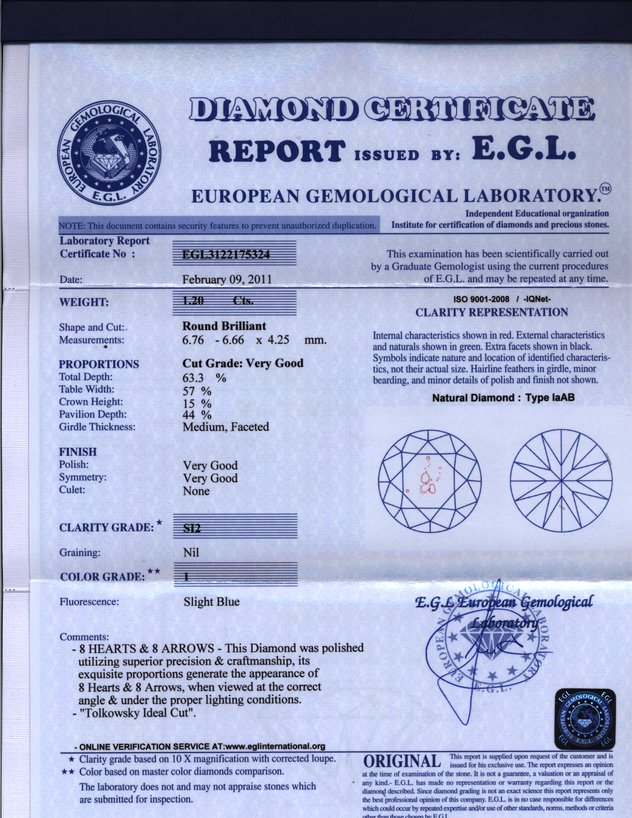 DIAMOND CERTIFICATE
REPORT ISSUED BY: E.G.L.
EUROPEAN GEMOLOGICAL LABORATORY.™
EUROPEAN GEMOLOGICAL LABORATORY
E.G.L.
Independent Educational organization
NOTE: This document contains security features to prevent unauthorized duplication.
Institute for certification of diamonds and precious stones.
Laboratory Report
Certificate No : EGL3122175324
Date: February 09, 2011
This examination has been scientifically carried out
by a Graduate Gemologist using the current procedures
of E.G.L. and may be repeated at any time.
WEIGHT: 1.20 Cts.
Shape and Cut: Round Brilliant
Measurements: 6.76 - 6.66 x 4.25 mm.
PROPORTIONS Cut Grade: Very Good
Total Depth: 63.3 %
Table Width: 57 %
Crown Height: 15 %
Pavilion Depth: 44 %
Girdle Thickness: Medium, Faceted
FINISH
Polish: Very Good
Symmetry: Very Good
Culet: None
CLARITY GRADE:* SI2
Graining: Nil
COLOR GRADE:** I
Fluorescence: Slight Blue
Comments:
- 8 HEARTS & 8 ARROWS - This Diamond was polished
utilizing superior precision & craftmanship, its
exquisite proportions generate the appearance of
8 Hearts & 8 Arrows, when viewed at the correct
angle & under the proper lighting conditions.
- "Tolkowsky Ideal Cut".
ISO 9001-2008 / -IQNet-
CLARITY REPRESENTATION
Internal characteristics shown in red. External characteristics
and naturals shown in green. Extra facets shown in black.
Symbols indicate nature and location of identified characteris-
tics, not their actual size. Hairline feathers in girdle, minor
bearding, and minor details of polish and finish not shown.
Natural Diamond : Type IaAB
E.G.L European Gemological
Laboratory
EUROPEAN GEMOLOGICAL LABORATORY
E.G.L.
EGL EGL
- ONLINE VERIFICATION SERVICE AT:www.eglinternational.org
* Clarity grade based on 10 X magnification with corrected loupe.
** Color based on master color diamonds comparison.
The laboratory does not and may not appraise stones which
are submitted for inspection.
ORIGINAL This report is supplied upon request of the customer and is
issued for his exclusive use. The report expresses an opinion
at the time of examination of the stone. It is not a guarantee, a valuation or an appraisal of
any kind.- E.G.L. has made no representation or warranty regarding this report or the
diamond described. Since diamond grading is not an exact science this report represents only
the best professional opinion of this company. E.G.L. is in no case responsible for differences
which could occur by repeated expertise and/or use of other standards, norms, methods or criteria
other than those chosen by E.G.L